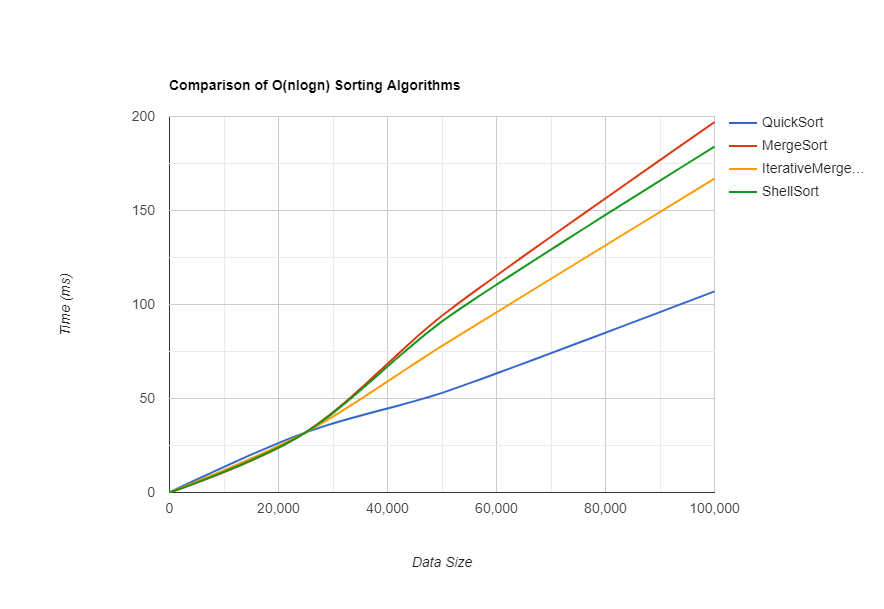 Comparison of O(nlogn) Sorting Algorithms
200
150
100
50
0
0
20,000
40,000
60,000
80,000
100,000
Time (ms)
Data Size
QuickSort
MergeSort
IterativeMerge…
ShellSort